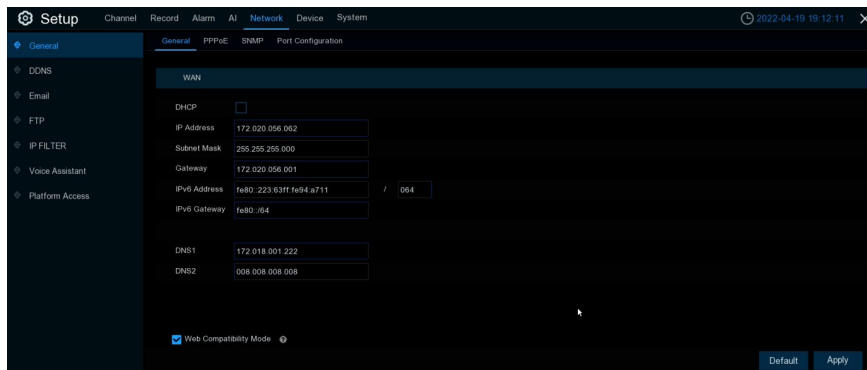 Setup Channel Record Alarm AI Network Device System 2022-04-19 19:12:11
General PPPoE SNMP Port Configuration
General
DDNS
Email
FTP
IP FILTER
Voice Assistant
Platform Access
WAN
DHCP
IP Address 172.020.056.062
Subnet Mask 255.255.255.000
Gateway 172.020.056.001
IPv6 Address fe80::223:63ff:fe94:a711 / 064
IPv6 Gateway fe80::/64
DNS1 172.018.001.222
DNS2 008.008.008.008
Web Compatibility Mode
Default Apply